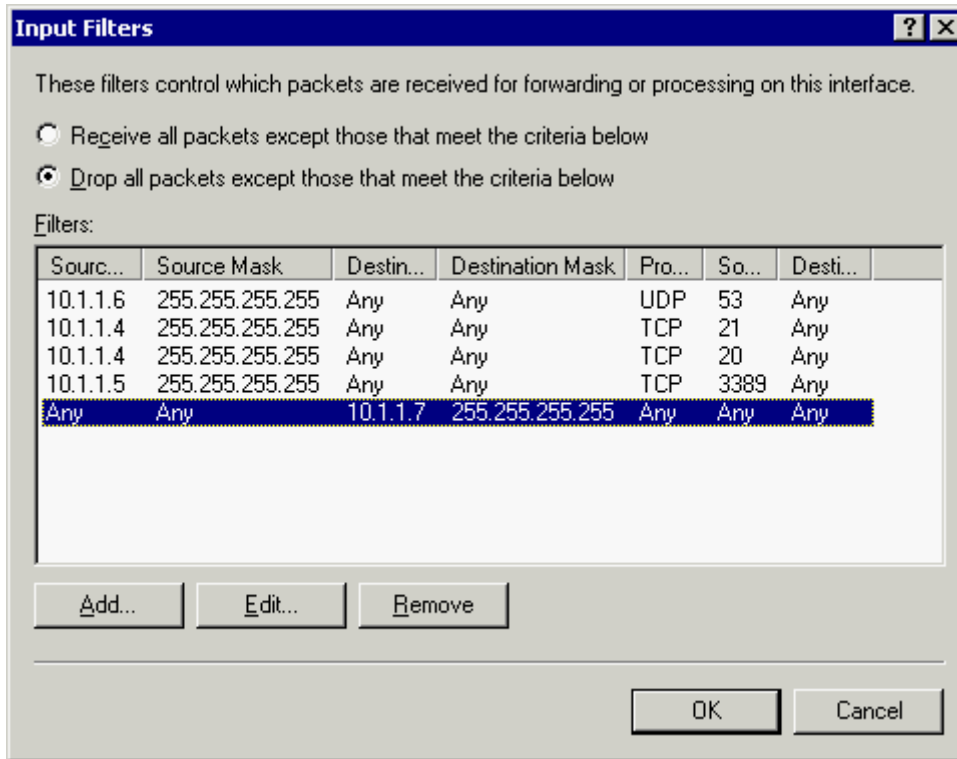 Input Filters
These filters control which packets are received for forwarding or processing on this interface.
Receive all packets except those that meet the criteria below
Drop all packets except those that meet the criteria below
Filters:
Sourc... Source Mask Destin... Destination Mask Pro... So... Desti...
10.1.1.6 255.255.255.255 Any Any UDP 53 Any
10.1.1.4 255.255.255.255 Any Any TCP 21 Any
10.1.1.4 255.255.255.255 Any Any TCP 20 Any
10.1.1.5 255.255.255.255 Any Any TCP 3389 Any
Any Any 10.1.1.7 255.255.255.255 Any Any Any
Add... Edit... Remove
OK Cancel